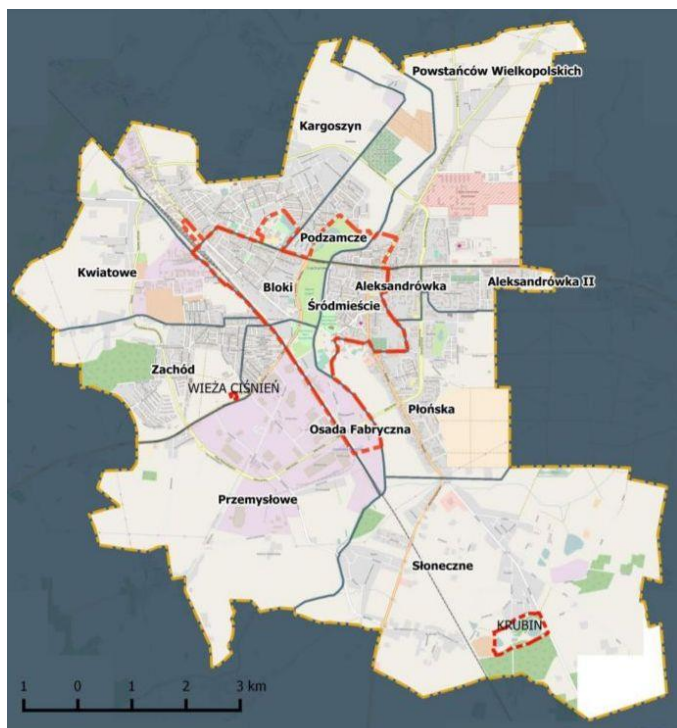 Powstańców Wielkopolskich
Kargoszyn
Podzamcze
Kwiatowe
Bloki
Aleksandrówka
Aleksandrówka II
Śródmieście
Zachód
WIEŻA CIŚNIEŃ
Płońska
Osada Fabryczna
Przemysłowe
Słoneczne
KRUBIN
1 0 1 2 3 km